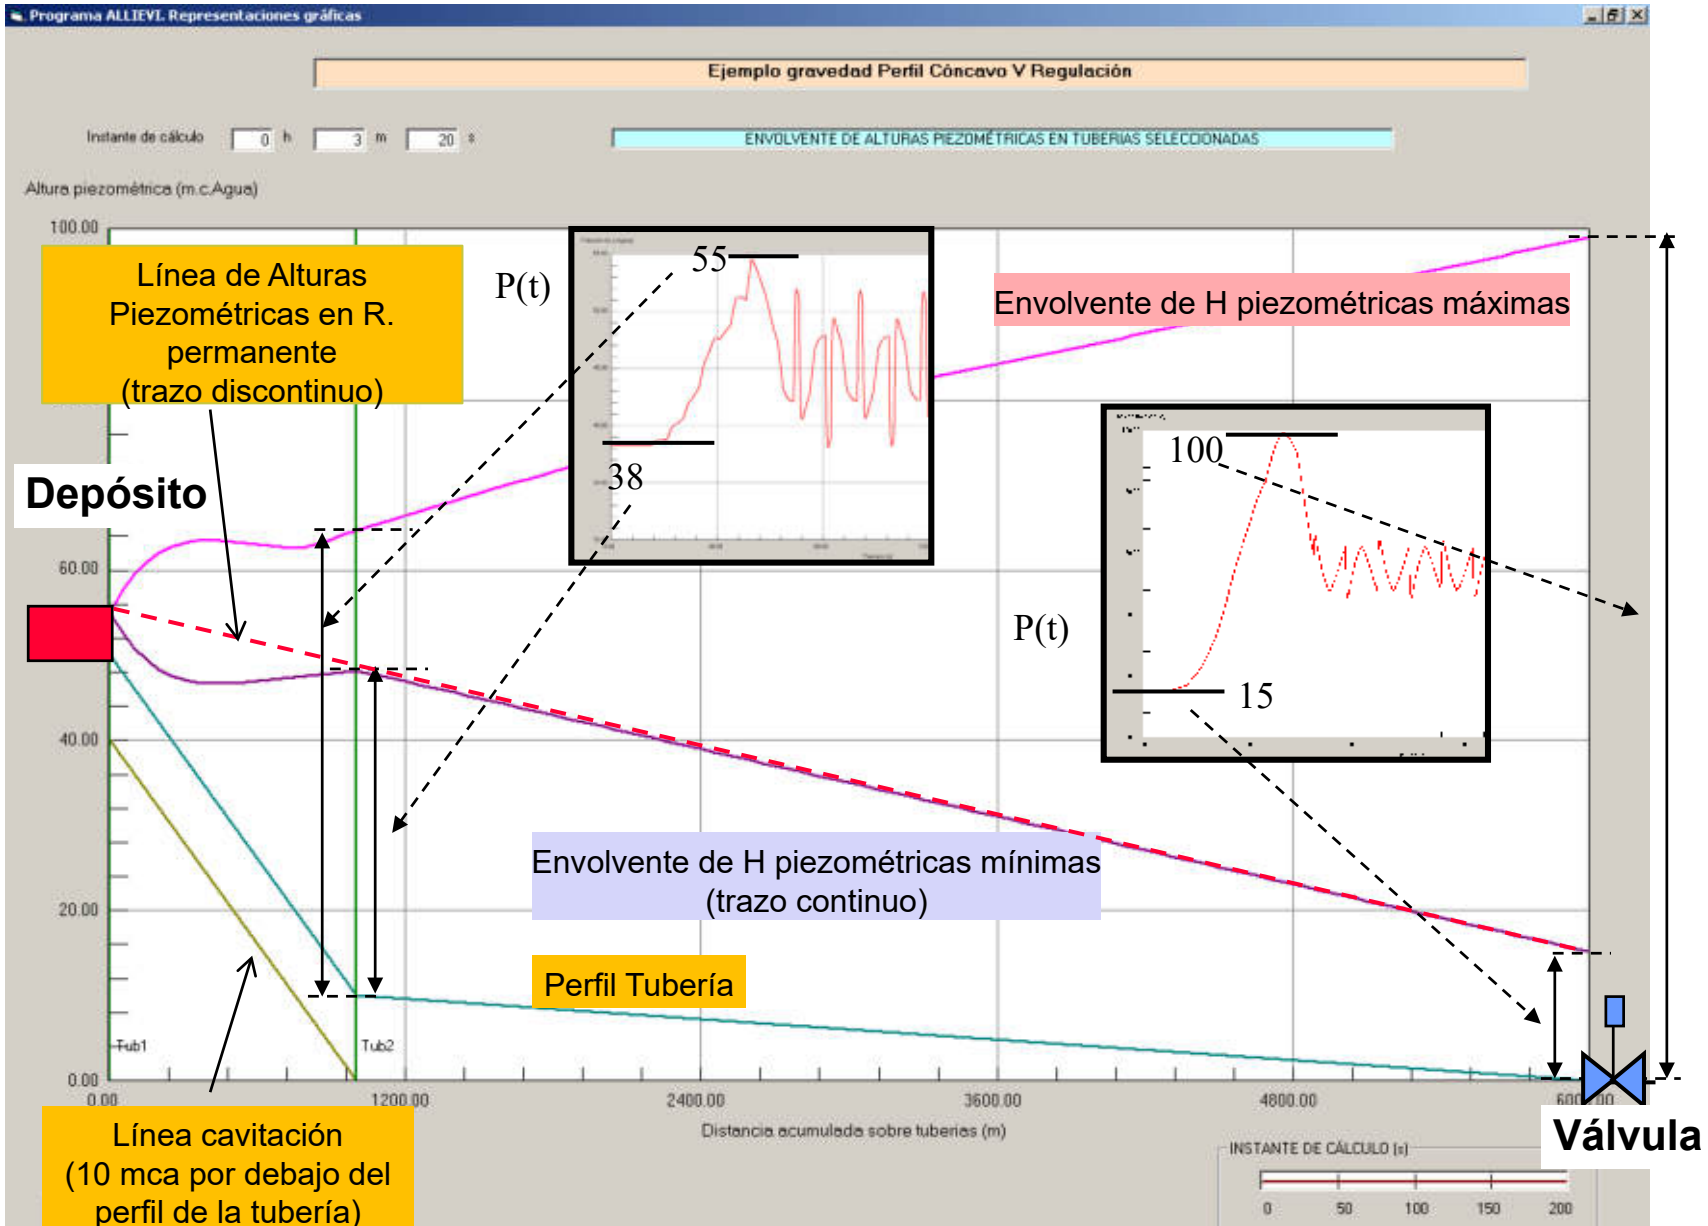 Programa ALLIEVI. Representaciones gráficas
Ejemplo gravedad Perfil Cóncavo V Regulación
Instante de cálculo 0 h 3 m 20 s
ENVOLVENTE DE ALTURAS PIEZOMÉTRICAS EN TUBERIAS SELECCIONADAS
Altura piezométrica (m.c.Agua)
100.00
Línea de Alturas
Piezométricas en R.
permanente
(trazo discontinuo)
P(t)
55
38
Envolvente de H piezométricas máximas
Depósito
100
15
P(t)
60.00
40.00
20.00
0.00
Envolvente de H piezométricas mínimas
(trazo continuo)
Perfil Tubería
Tub1
Tub2
0.00
1200.00
2400.00
3600.00
4800.00
Distancia acumulada sobre tuberias (m)
Válvula
Línea cavitación
(10 mca por debajo del
perfil de la tubería)
INSTANTE DE CÁLCULO (s)
0 50 100 150 200